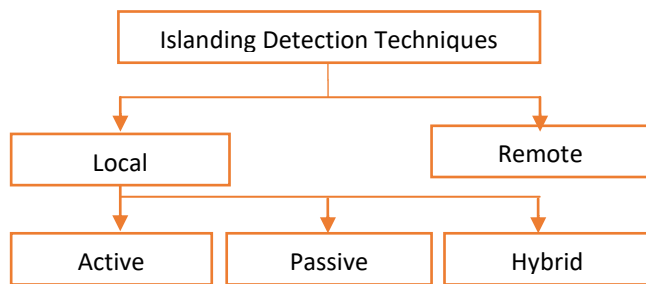 Islanding Detection Techniques
Local
Remote
Active
Passive
Hybrid